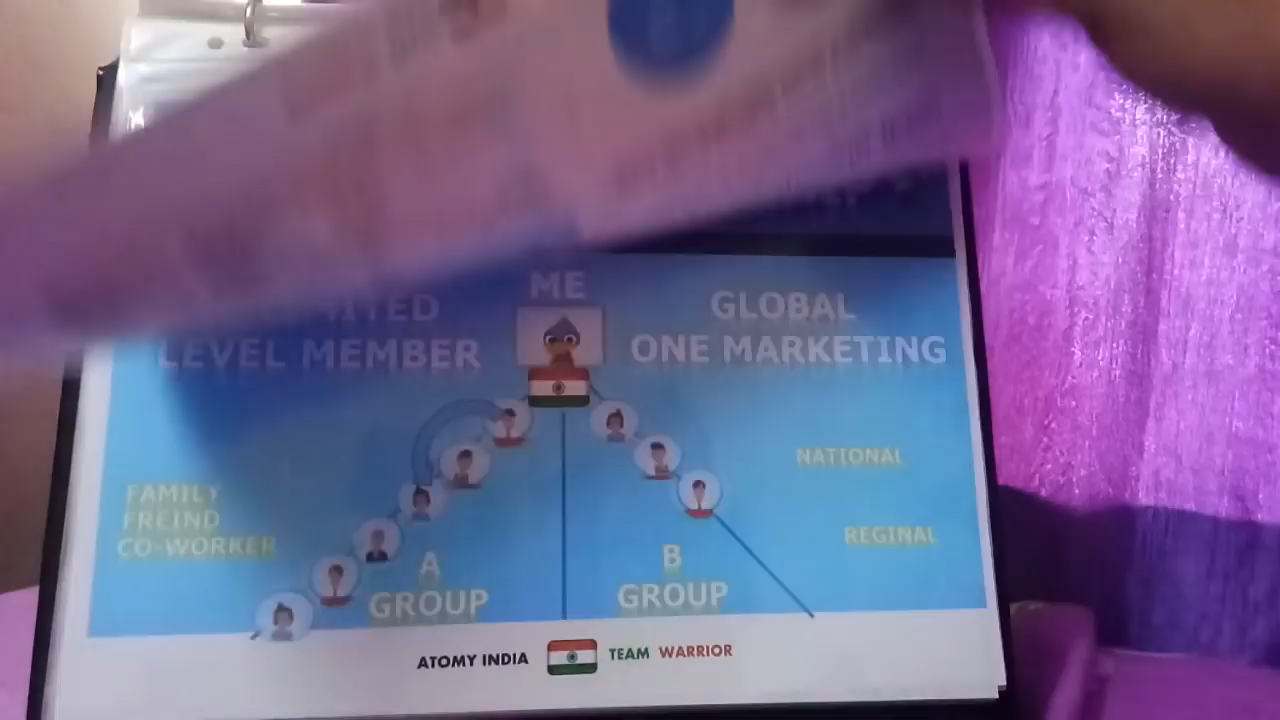 ME
LEVEL MEMBER
GLOBAL
ONE MARKETING
NATIONAL
REGINAL
FAMILY
FREIND
CO-WORKER
A
GROUP
B
GROUP
ATOMY INDIA
TEAM WARRIOR